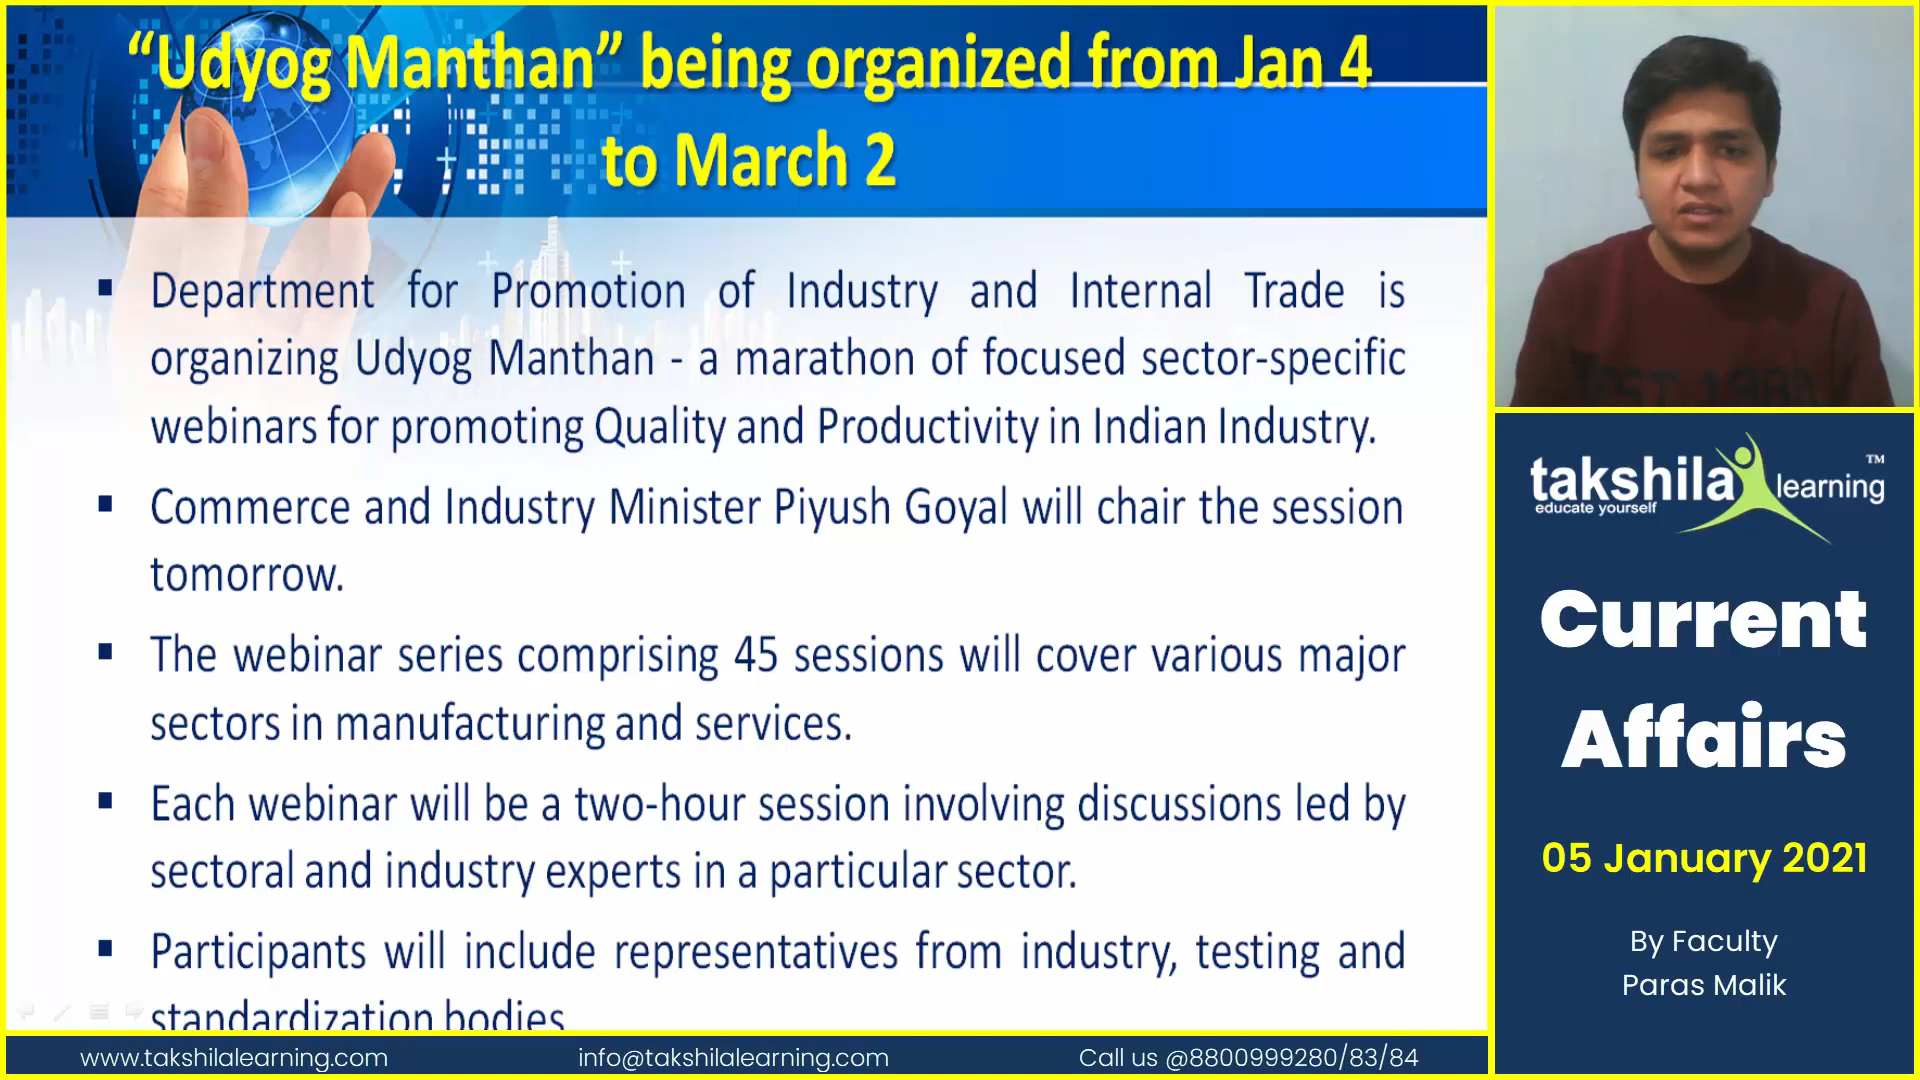 “Udyog Manthan” being organized from Jan 4
to March 2
▪ Department for Promotion of Industry and Internal Trade is
organizing Udyog Manthan - a marathon of focused sector-specific
webinars for promoting Quality and Productivity in Indian Industry.
▪ Commerce and Industry Minister Piyush Goyal will chair the session
tomorrow.
▪ The webinar series comprising 45 sessions will cover various major
sectors in manufacturing and services.
▪ Each webinar will be a two-hour session involving discussions led by
sectoral and industry experts in a particular sector.
▪ Participants will include representatives from industry, testing and
standardization bodies
takshila learning TM
educate yourself
Current
Affairs
05 January 2021
By Faculty
Paras Malik
www.takshilalearning.com
info@takshilalearning.com
Call us @8800999280/83/84